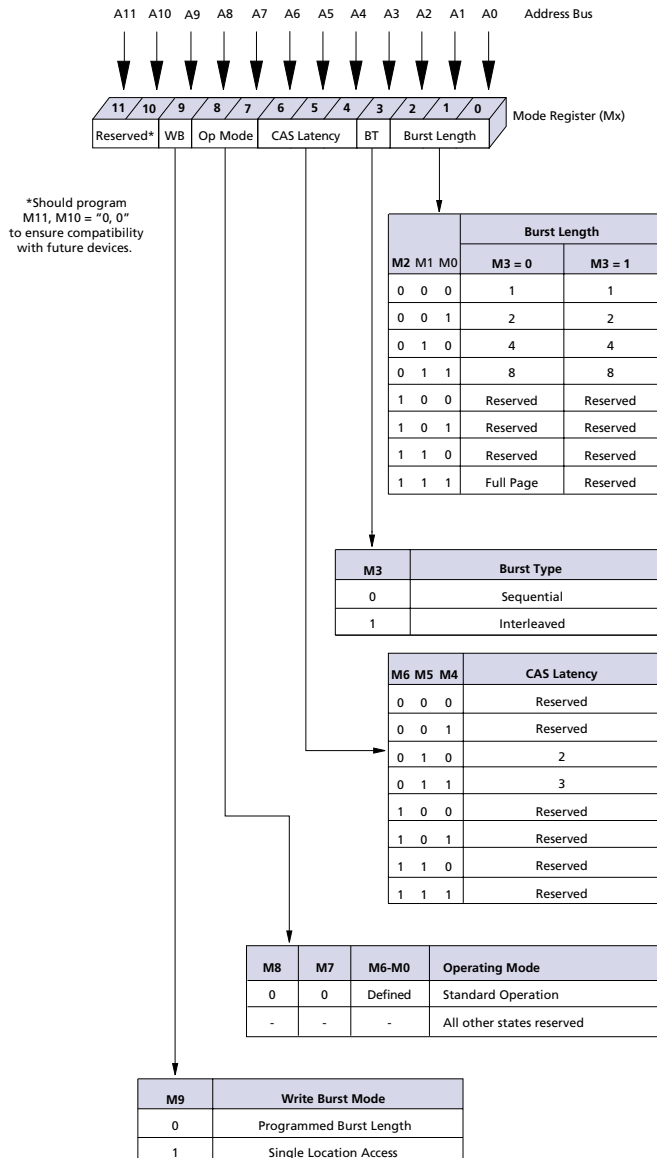 A11 A10 A9 A8 A7 A6 A5 A4 A3 A2 A1 A0 Address Bus
11 10 9 8 7 6 5 4 3 2 1 0
Mode Register (Mx)
Reserved* WB Op Mode CAS Latency BT Burst Length
*Should program
M11, M10 = “0, 0”
to ensure compatibility
with future devices.
Burst Length
M2 M1 M0 M3 = 0 M3 = 1
0 0 0 1 1
0 0 1 2 2
0 1 0 4 4
0 1 1 8 8
1 0 0 Reserved Reserved
1 0 1 Reserved Reserved
1 1 0 Reserved Reserved
1 1 1 Full Page Reserved
M3 Burst Type
0 Sequential
1 Interleaved
M6 M5 M4 CAS Latency
0 0 0 Reserved
0 0 1 Reserved
0 1 0 2
0 1 1 3
1 0 0 Reserved
1 0 1 Reserved
1 1 0 Reserved
1 1 1 Reserved
M8 M7 M6-M0 Operating Mode
0 0 Defined Standard Operation
- - - All other states reserved
M9 Write Burst Mode
0 Programmed Burst Length
1 Single Location Access